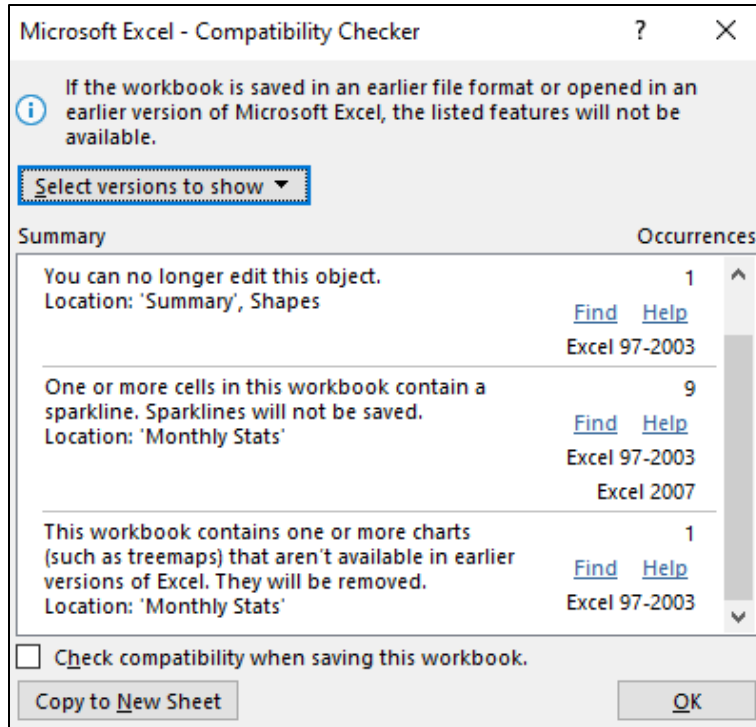 Microsoft Excel - Compatibility Checker ?
If the workbook is saved in an earlier file format or opened in an
earlier version of Microsoft Excel, the listed features will not be
available.
Select versions to show
Summary Occurrences
You can no longer edit this object. 1
Location: 'Summary', Shapes
Find Help
Excel 97-2003
One or more cells in this workbook contain a 9
sparkline. Sparklines will not be saved.
Find Help
Location: 'Monthly Stats'
Excel 97-2003
Excel 2007
This workbook contains one or more charts 1
(such as treemaps) that aren't available in earlier
versions of Excel. They will be removed.
Find Help
Location: 'Monthly Stats'
Excel 97-2003
Check compatibility when saving this workbook.
Copy to New Sheet OK